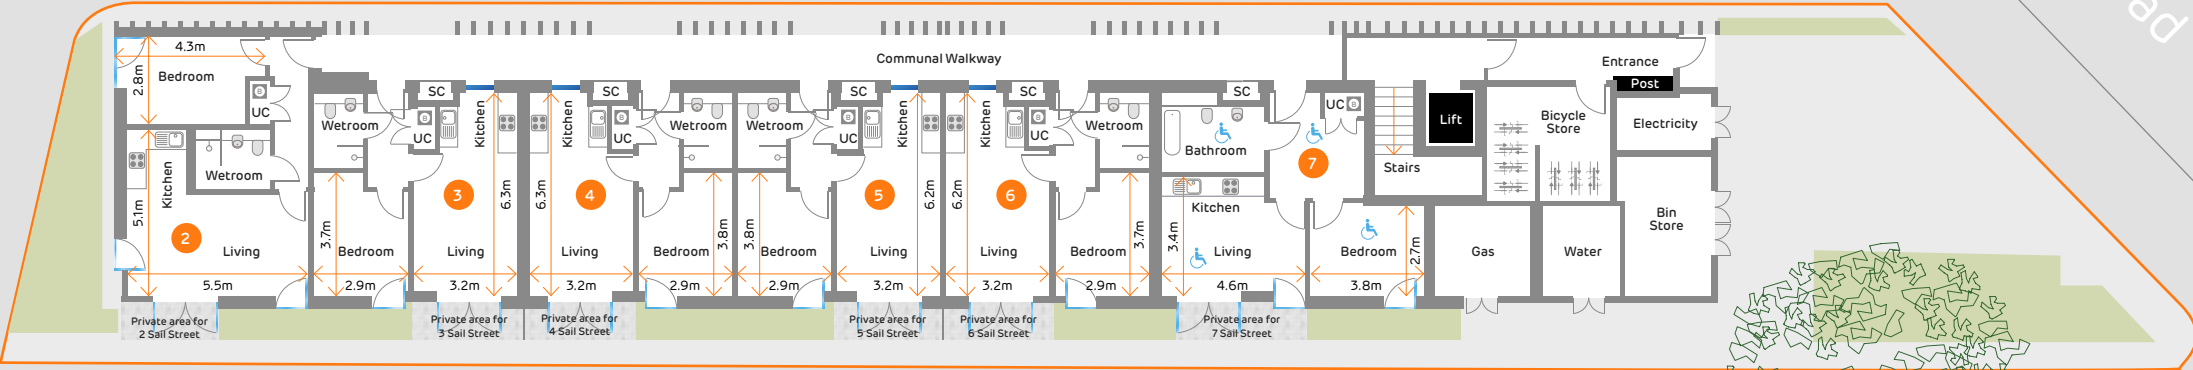 ad
Communal Walkway
Entrance
Post
4.3m
2.8m
Bedroom
B
UC
5.1m
Kitchen
Wetroom
2
Living
5.5m
Private area for
2 Sail Street
Wetroom
SC
B
UC
Kitchen
3
6.3m
3.7m
Bedroom
Living
2.9m
3.2m
Private area for
3 Sail Street
SC
Kitchen
B
UC
Wetroom
6.3m
4
Living
Bedroom
3.8m
3.2m
2.9m
Private area for
4 Sail Street
Wetroom
SC
B
UC
Kitchen
5
6.2m
3.8m
Bedroom
Living
2.9m
3.2m
Private area for
5 Sail Street
SC
Kitchen
B
UC
Wetroom
6.2m
6
Living
Bedroom
3.7m
3.2m
2.9m
Private area for
6 Sail Street
SC
UC
B
Bathroom
7
Kitchen
3.4m
Living
Bedroom
2.7m
4.6m
3.8m
Private area for
7 Sail Street
Lift
Stairs
Bicycle
Store
Electricity
Bin
Store
Gas
Water